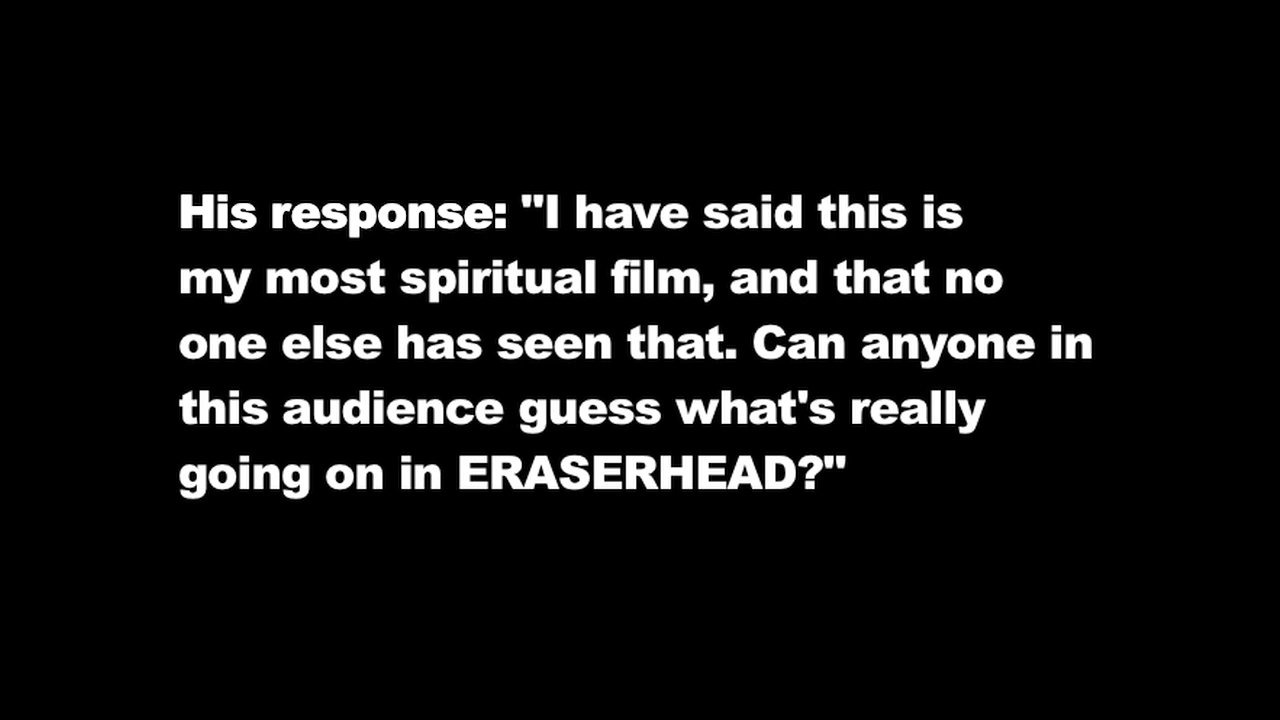 His response: "I have said this is
my most spiritual film, and that no
one else has seen that. Can anyone in
this audience guess what's really
going on in ERASERHEAD?"